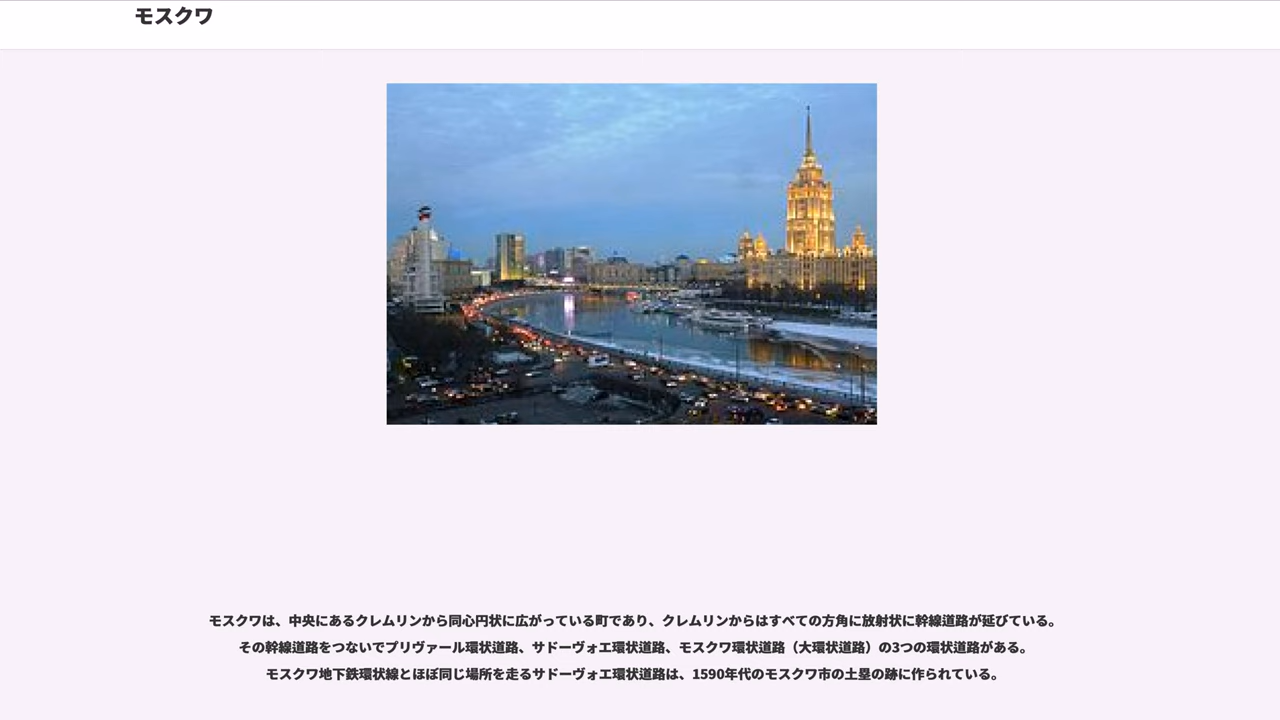 モスクワ
モスクワは、中央にあるクレムリンから同心円状に広がっている町であり、クレムリンからはすべての方角に放射状に幹線道路が延びている。
その幹線道路をつないでプリヴァール環状道路、サドーヴォエ環状道路、モスクワ環状道路（大環状道路）の3つの環状道路がある。
モスクワ地下鉄環状線とほぼ同じ場所を走るサドーヴォエ環状道路は、1590年代のモスクワ市の土塁の跡に作られている。